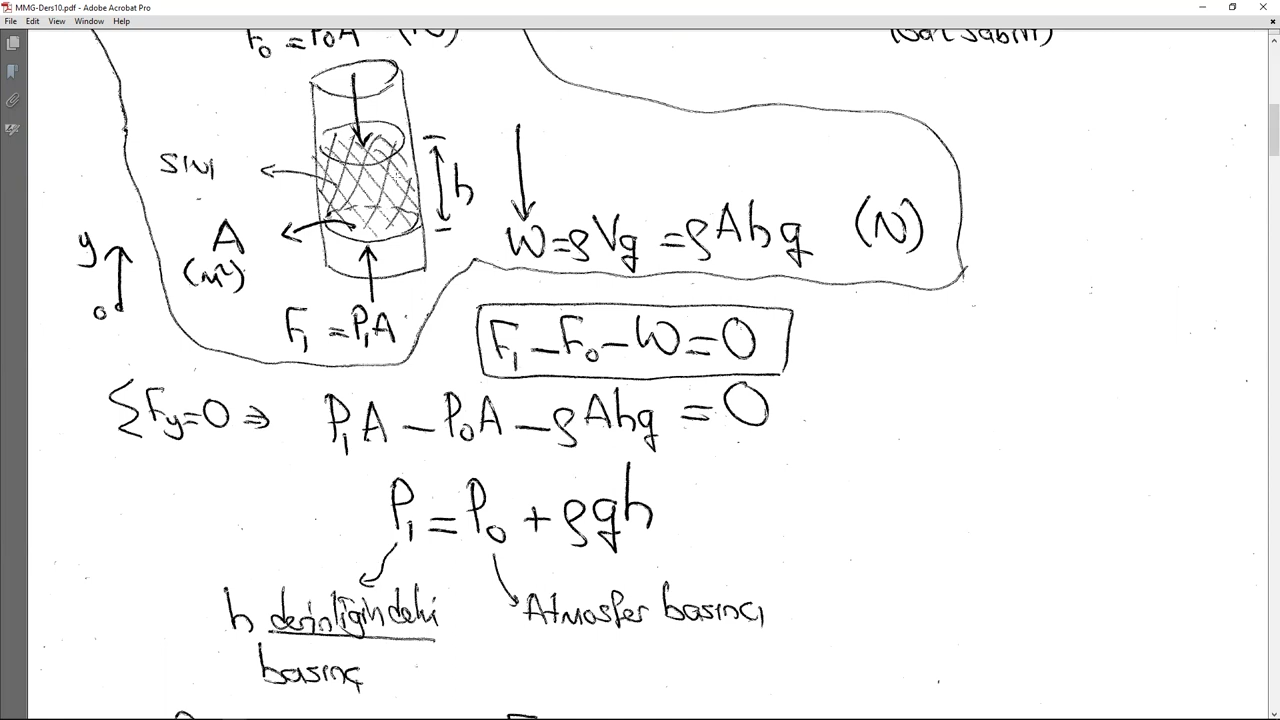 MMG-Ders10.pdf - Adobe Acrobat Pro
File Edit View Window Help
F₀ = P₀A (N)
SIVI
h
A
(m²)
y
0
W = ρVg = ρAhg (N)
F₁ = P₁A
F₁ - F₀ - W = 0
ΣFy=0 ⇒ P₁A - P₀A - ρAhg = 0
P₁ = P₀ + ρgh
h derinliğindeki
basınç
Atmosfer basıncı